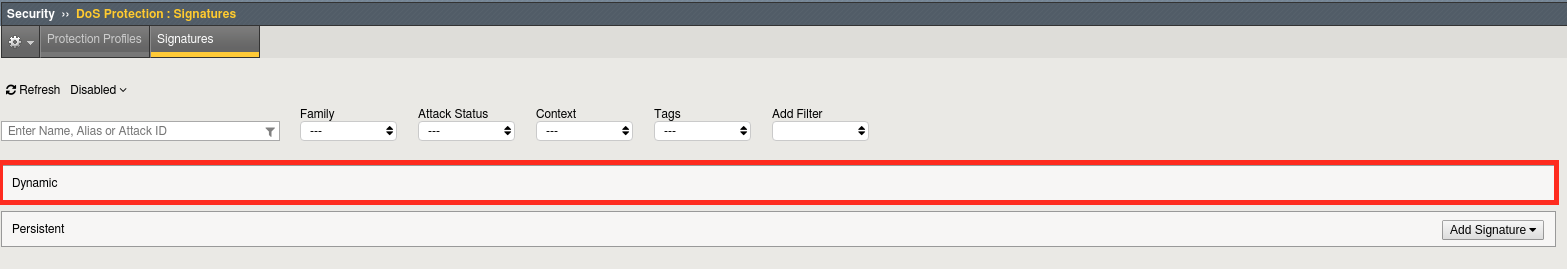 Security ›› DoS Protection : Signatures
Protection Profiles Signatures
Refresh Disabled
Family Attack Status Context Tags Add Filter
Enter Name, Alias or Attack ID --- --- --- ---
Dynamic
Persistent Add Signature